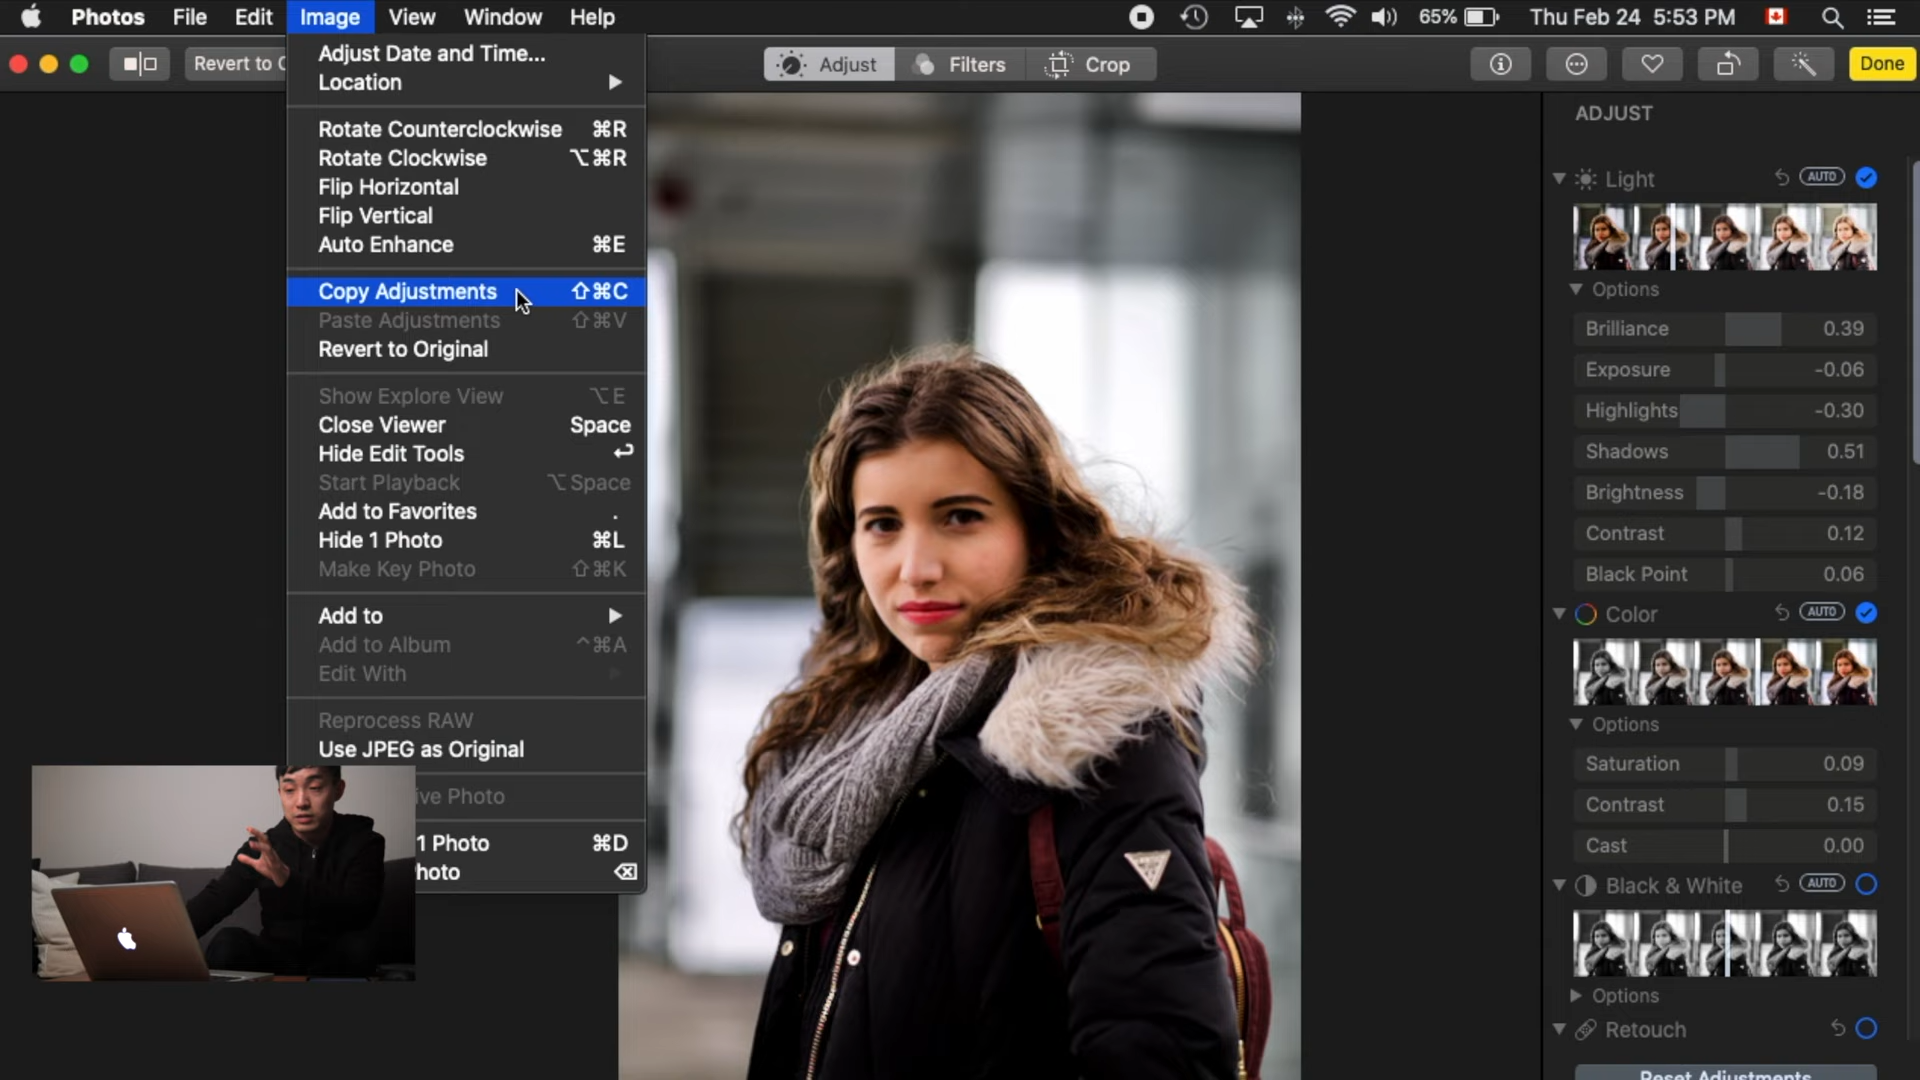 Photos File Edit Image View Window Help
65% Thu Feb 24 5:53 PM
Revert to
Adjust Filters Crop
Done
Adjust Date and Time...
Location
Rotate Counterclockwise ⌘R
Rotate Clockwise ⌥⌘R
Flip Horizontal
Flip Vertical
Auto Enhance ⌘E
Copy Adjustments ⇧⌘C
Paste Adjustments ⇧⌘V
Revert to Original
Show Explore View ⌥E
Close Viewer Space
Hide Edit Tools ↩
Start Playback ⌥Space
Add to Favorites .
Hide 1 Photo ⌘L
Make Key Photo ⇧⌘K
Add to
Add to Album ^⌘A
Edit With
Reprocess RAW
Use JPEG as Original
ive Photo
1 Photo ⌘D
hoto ⌫
ADJUST
Light AUTO
Options
Brilliance 0.39
Exposure -0.06
Highlights -0.30
Shadows 0.51
Brightness -0.18
Contrast 0.12
Black Point 0.06
Color AUTO
Options
Saturation 0.09
Contrast 0.15
Cast 0.00
Black & White AUTO
Options
Retouch
Reset Adjustments